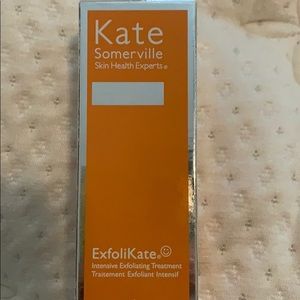 Kate
Somerville
Skin Health Experts®
ExfoliKate®
Intensive Exfoliating Treatment
Traitement Exfoliant Intensif